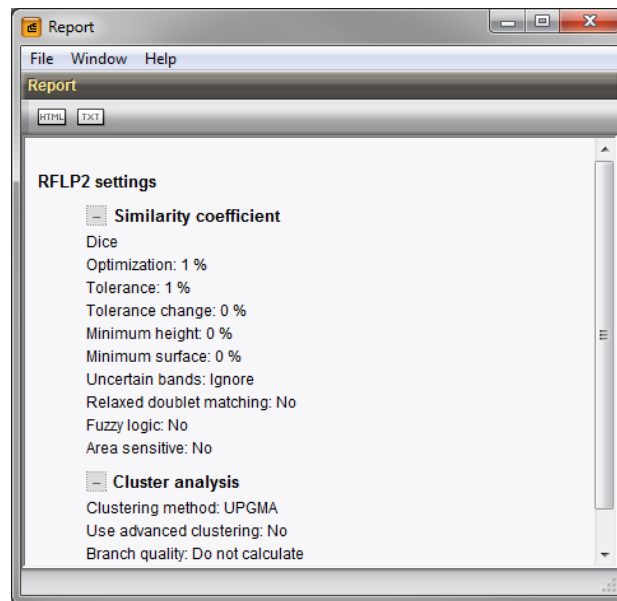 Report
File Window Help
Report
HTML TXT
RFLP2 settings
Similarity coefficient
Dice
Optimization: 1 %
Tolerance: 1 %
Tolerance change: 0 %
Minimum height: 0 %
Minimum surface: 0 %
Uncertain bands: Ignore
Relaxed doublet matching: No
Fuzzy logic: No
Area sensitive: No
Cluster analysis
Clustering method: UPGMA
Use advanced clustering: No
Branch quality: Do not calculate